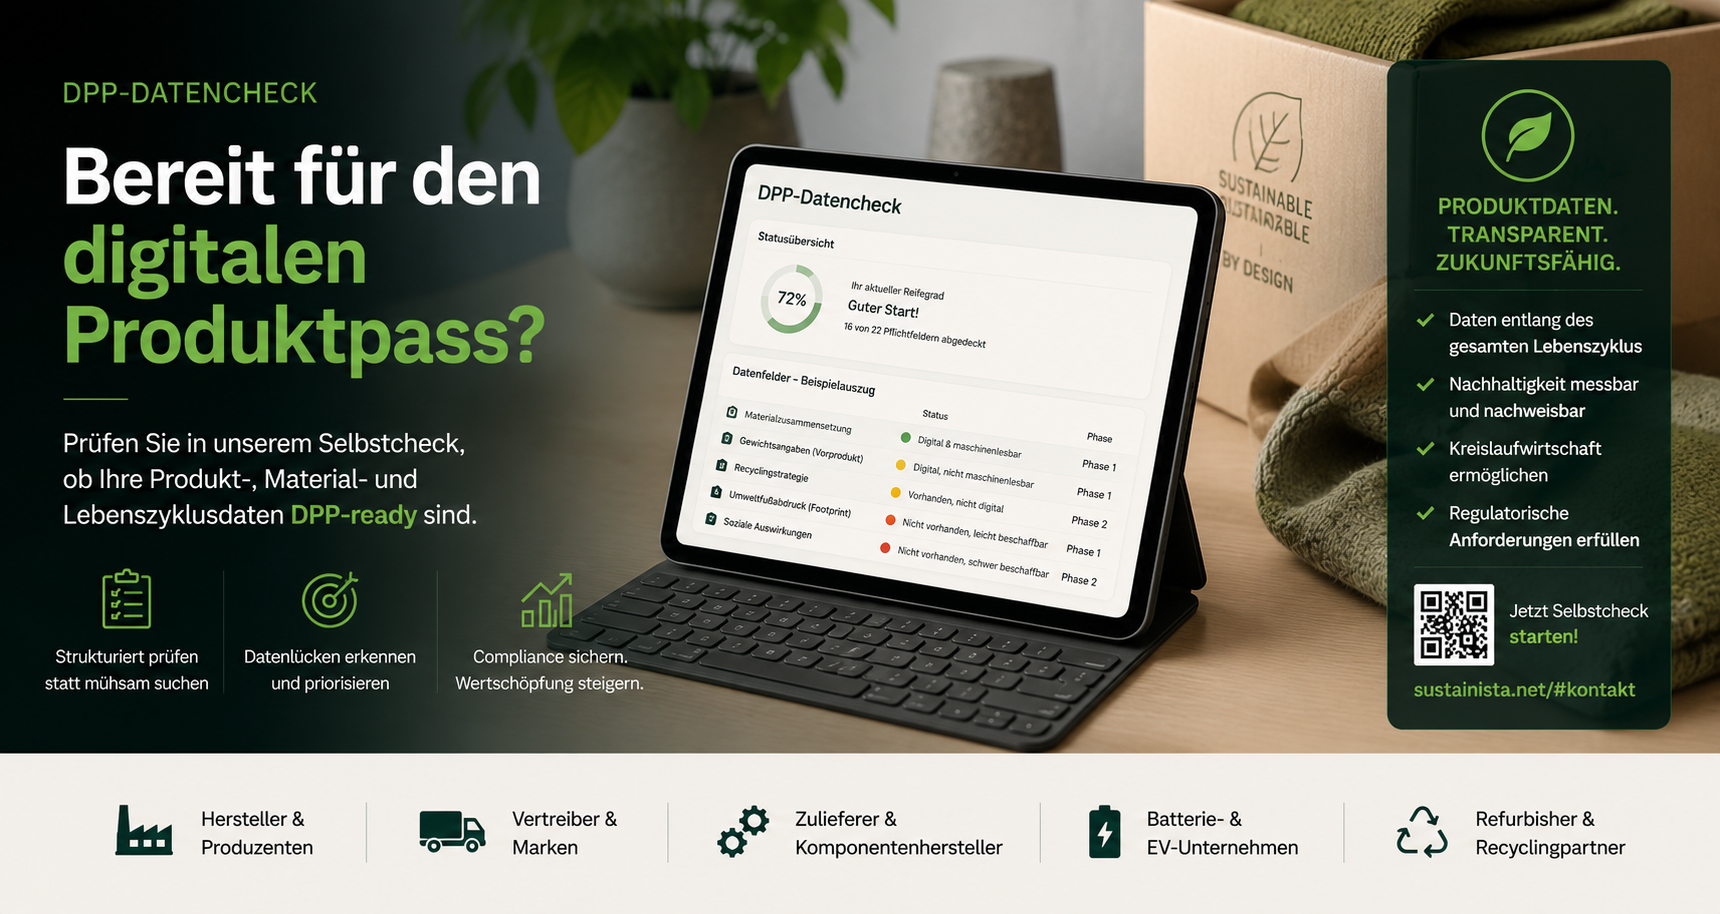 DPP-DATENCHECK
Bereit für den
digitalen
Produktpass?
Prüfen Sie in unserem Selbstcheck,
ob Ihre Produkt-, Material- und
Lebenszyklusdaten DPP-ready sind.
Strukturiert prüfen
statt mühsam suchen
Datenlücken erkennen
und priorisieren
Compliance sichern.
Wertschöpfung steigern.
DPP-Datencheck
Statusübersicht
72%
Ihr aktueller Reifegrad
Guter Start!
16 von 22 Pflichtfeldern abgedeckt
Datenfelder – Beispielauszug
Status
Phase
Materialzusammensetzung
Digital & maschinenlesbar
Phase 1
Gewichtsangaben (Vorprodukt)
Digital, nicht maschinenlesbar
Phase 1
Recyclingstrategie
Vorhanden, nicht digital
Phase 2
Umweltfußabdruck (Footprint)
Nicht vorhanden, leicht beschaffbar
Phase 1
Soziale Auswirkungen
Nicht vorhanden, schwer beschaffbar
Phase 2
SUSTAINABLE
BY DESIGN
PRODUKTDATEN.
TRANSPARENT.
ZUKUNFTSFÄHIG.
Daten entlang des
gesamten Lebenszyklus
Nachhaltigkeit messbar
und nachweisbar
Kreislaufwirtschaft
ermöglichen
Regulatorische
Anforderungen erfüllen
Jetzt Selbstcheck
starten!
sustainista.net/#kontakt
Hersteller &
Produzenten
Vertreiber &
Marken
Zulieferer &
Komponentenhersteller
Batterie- &
EV-Unternehmen
Refurbisher &
Recyclingpartner